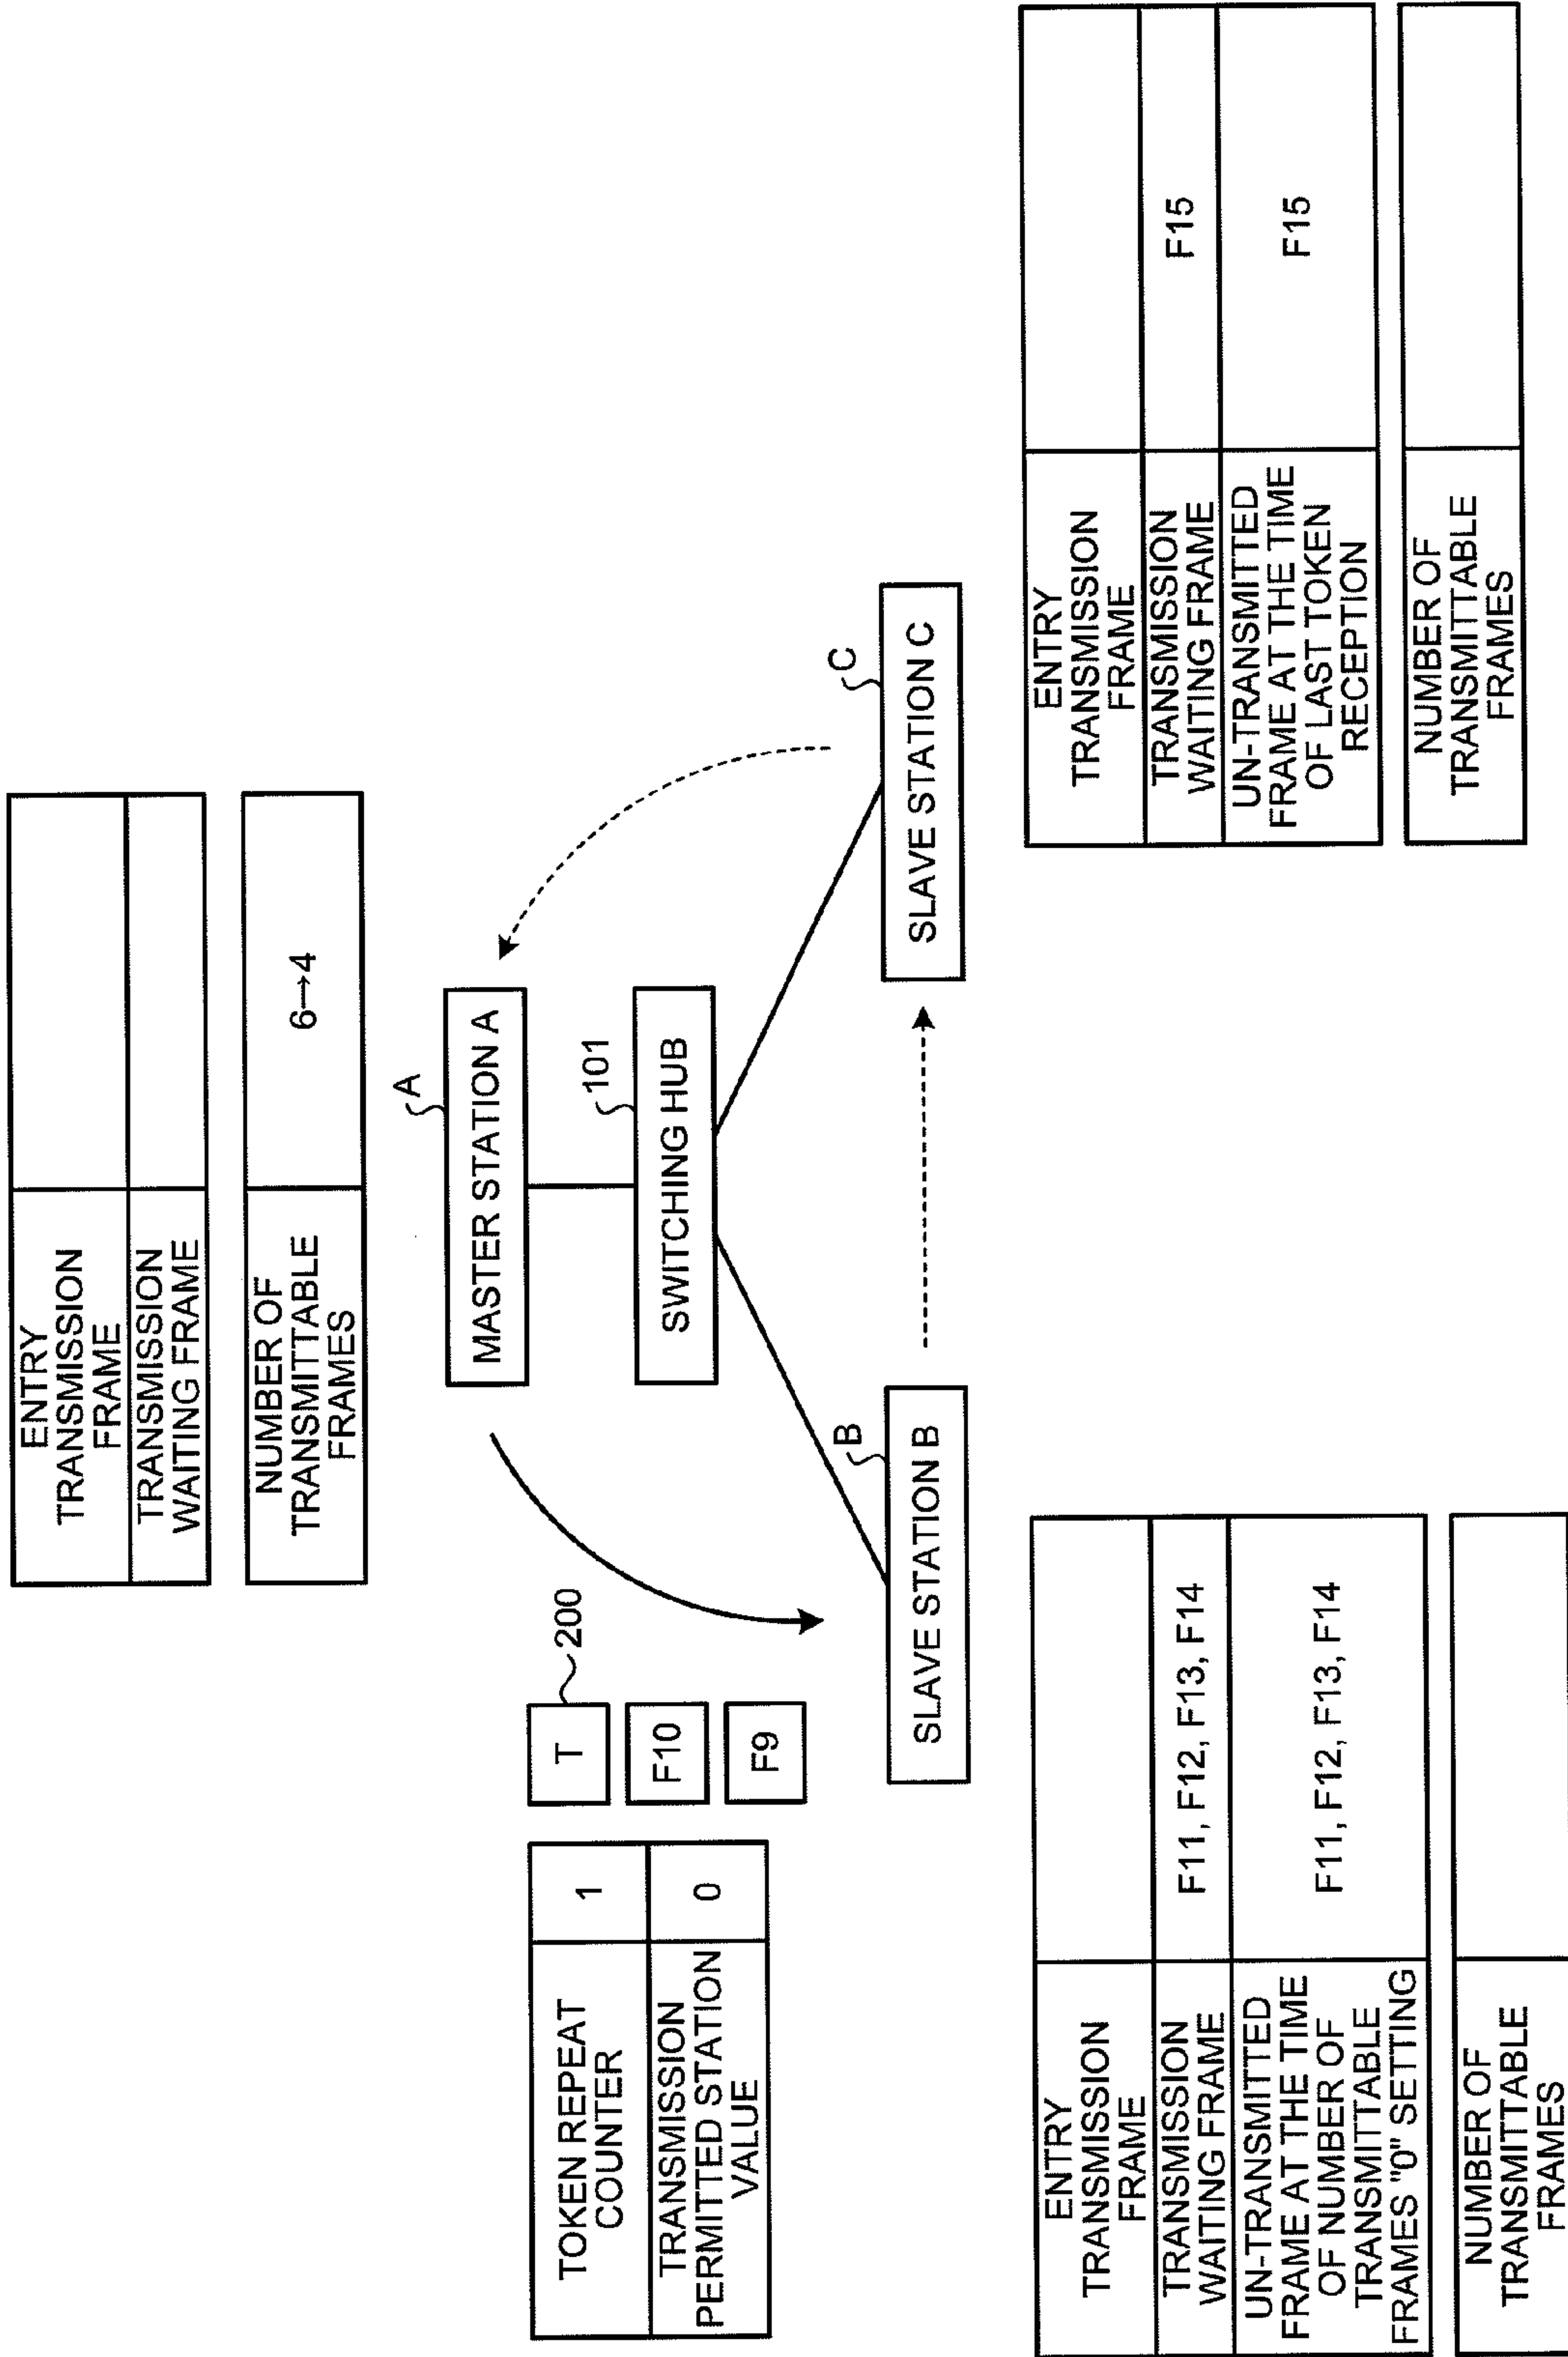 ENTRY
TRANSMISSION
FRAME
TRANSMISSION
WAITING FRAME
NUMBER OF
TRANSMITTABLE
FRAMES
6→4
A
MASTER STATION A
101
SWITCHING HUB
TOKEN REPEAT
COUNTER
1
TRANSMISSION
PERMITTED STATION
VALUE
0
T
200
F10
F9
B
SLAVE STATION B
C
SLAVE STATION C
ENTRY
TRANSMISSION
FRAME
TRANSMISSION
WAITING FRAME
F11, F12, F13, F14
UN-TRANSMITTED
FRAME AT THE TIME
OF NUMBER OF
TRANSMITTABLE
FRAMES "0" SETTING
F11, F12, F13, F14
NUMBER OF
TRANSMITTABLE
FRAMES
ENTRY
TRANSMISSION
FRAME
TRANSMISSION
WAITING FRAME
F15
UN-TRANSMITTED
FRAME AT THE TIME
OF LAST TOKEN
RECEPTION
F15
NUMBER OF
TRANSMITTABLE
FRAMES